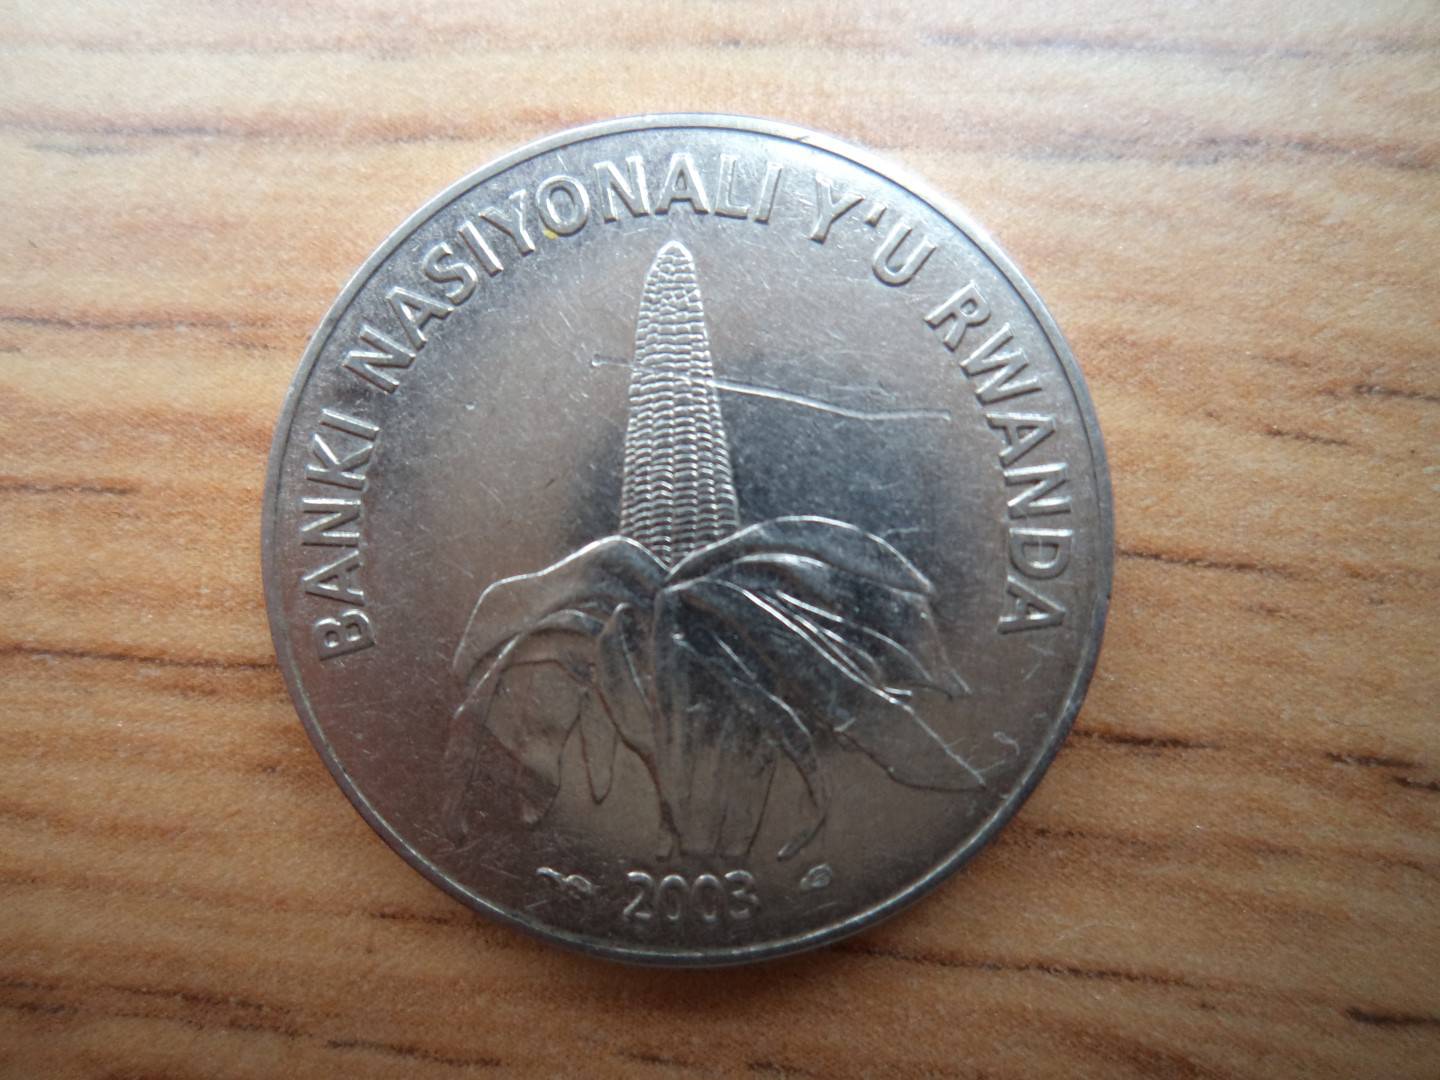 BANKI NASIYONALI Y'U RWANDA
2003